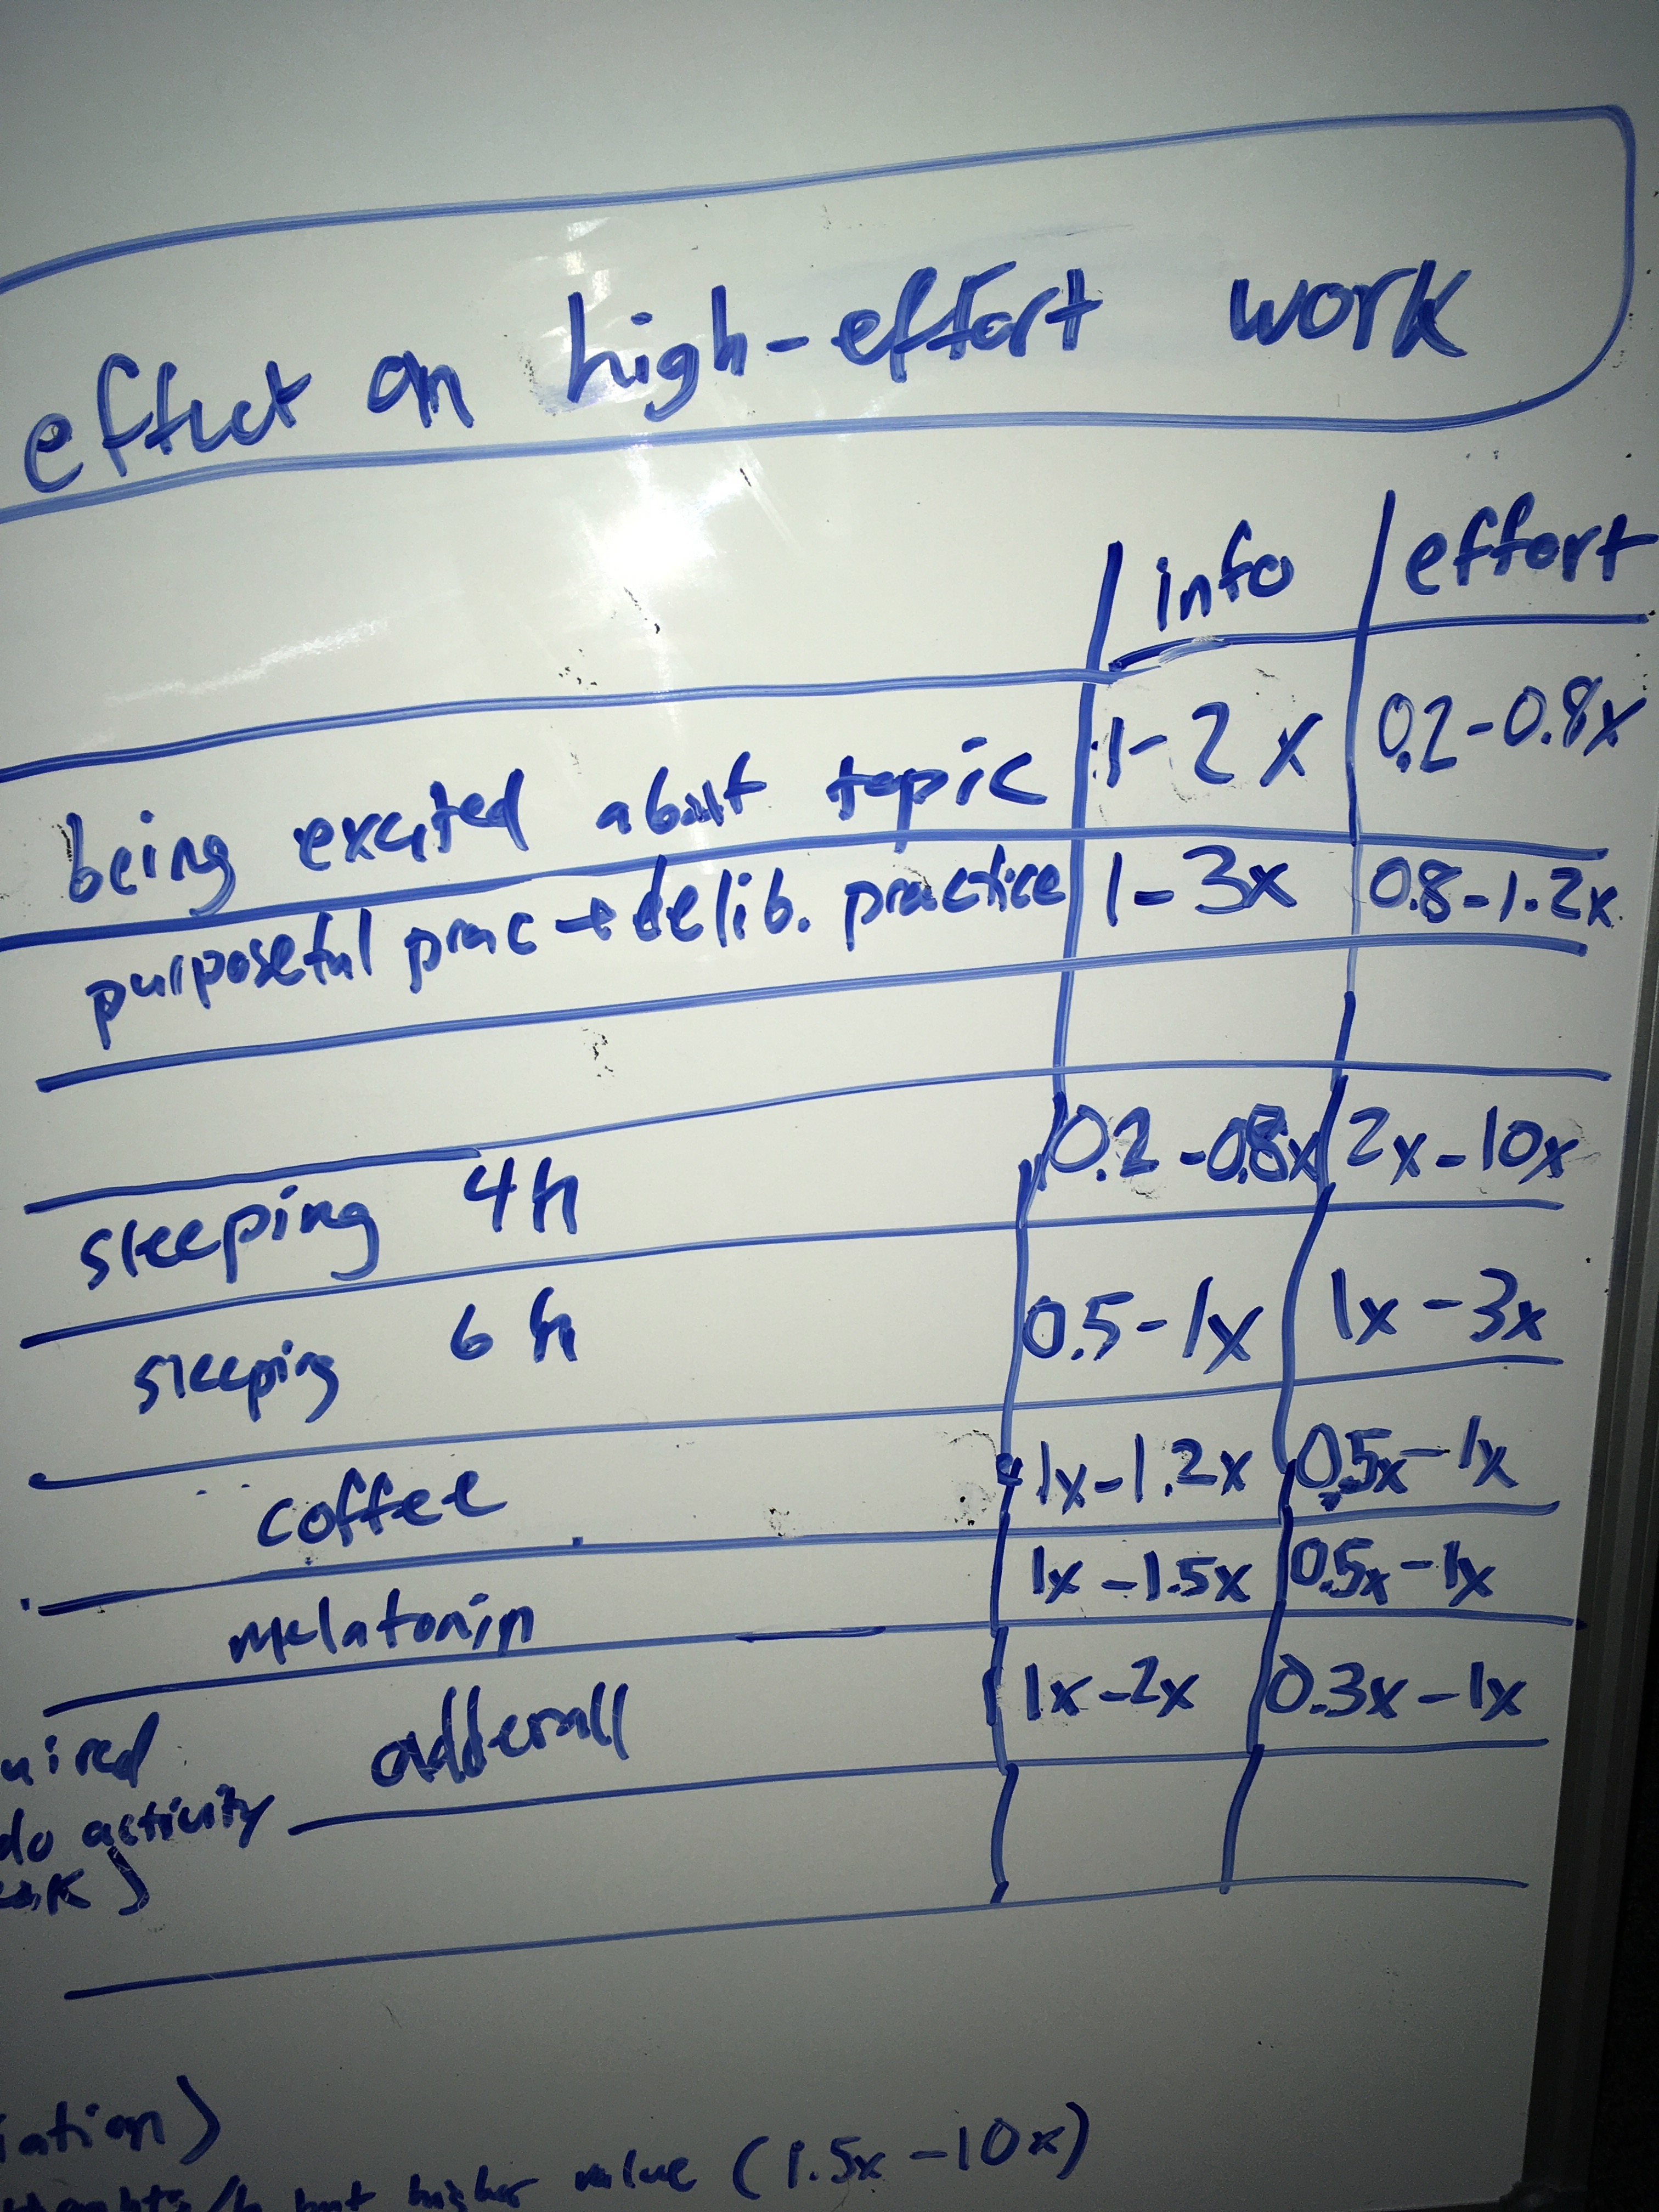 effect on high-effort work
info effort
being excited about topic 1-2x 0.2-0.8x
purposeful prac → delib. practice 1-3x 0.8-1.2x
sleeping 4h 0.2-0.8x 2x-10x
sleeping 6h 0.5-1x 1x-3x
coffee 1x-1.2x 0.5x-1x
melatonin 1x-1.5x 0.5x-1x
adderall 1x-2x 0.3x-1x
uired
do activity
iation)
but higher value (1.5x-10x)